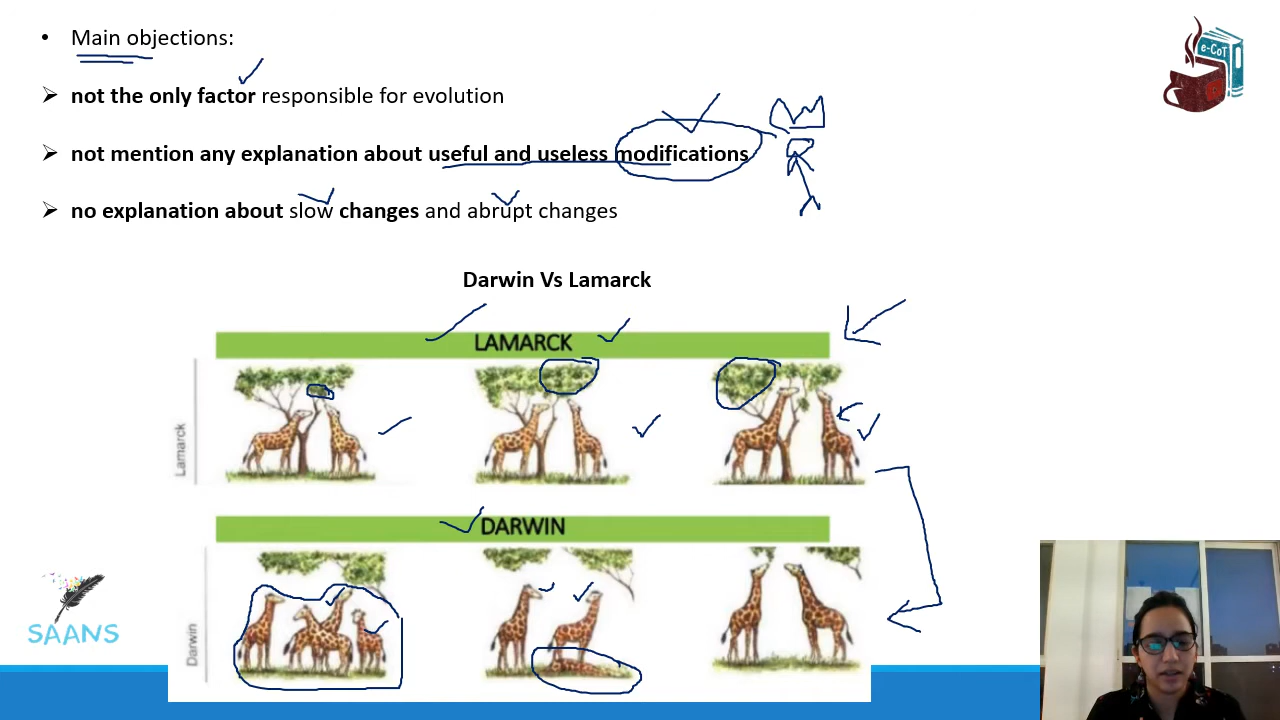 • Main objections:
➢ not the only factor responsible for evolution
➢ not mention any explanation about useful and useless modifications
➢ no explanation about slow changes and abrupt changes
Darwin Vs Lamarck
LAMARCK
Lamarck
DARWIN
Darwin
e-CoT
SAANS